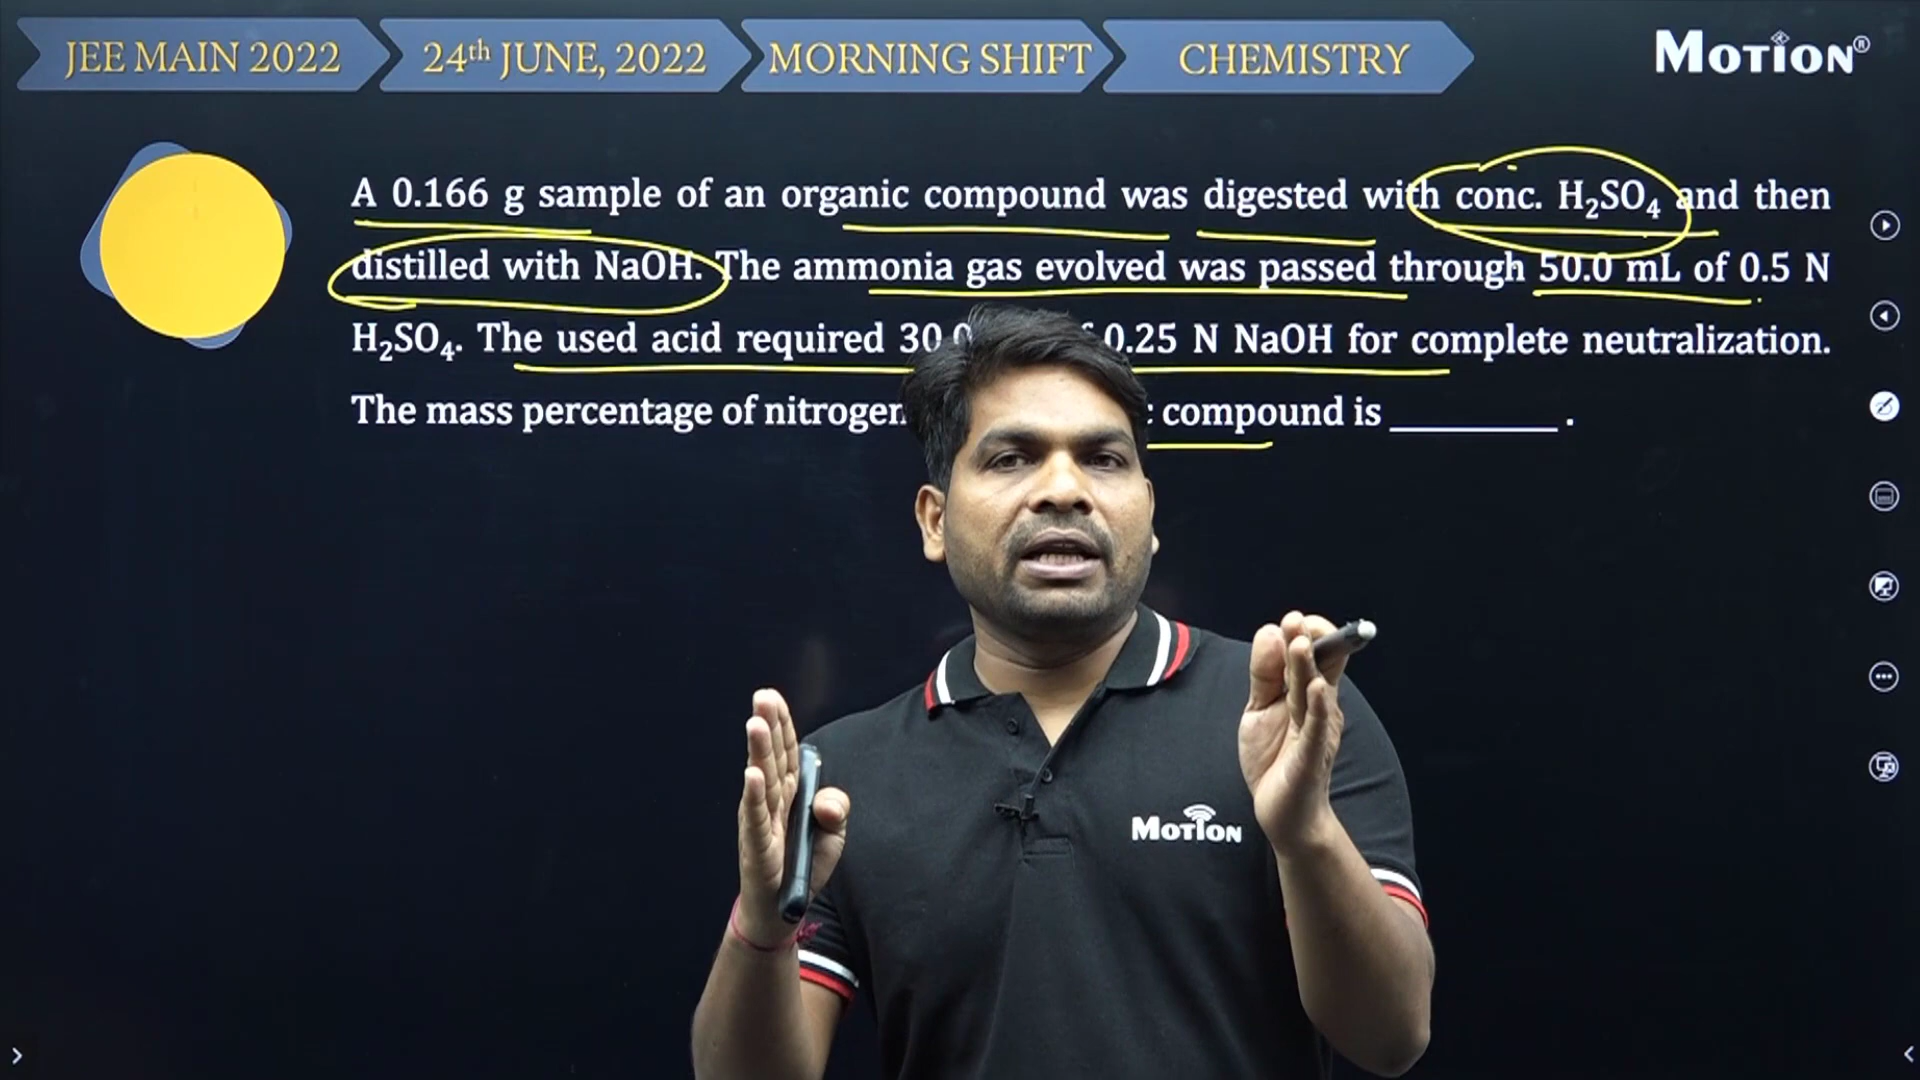 JEE MAIN 2022 24th JUNE, 2022 MORNING SHIFT CHEMISTRY MOTION®
A 0.166 g sample of an organic compound was digested with conc. H₂SO₄ and then
distilled with NaOH. The ammonia gas evolved was passed through 50.0 mL of 0.5 N
H₂SO₄. The used acid required 30 0.25 N NaOH for complete neutralization.
The mass percentage of nitrogen compound is ________ .
MOTION